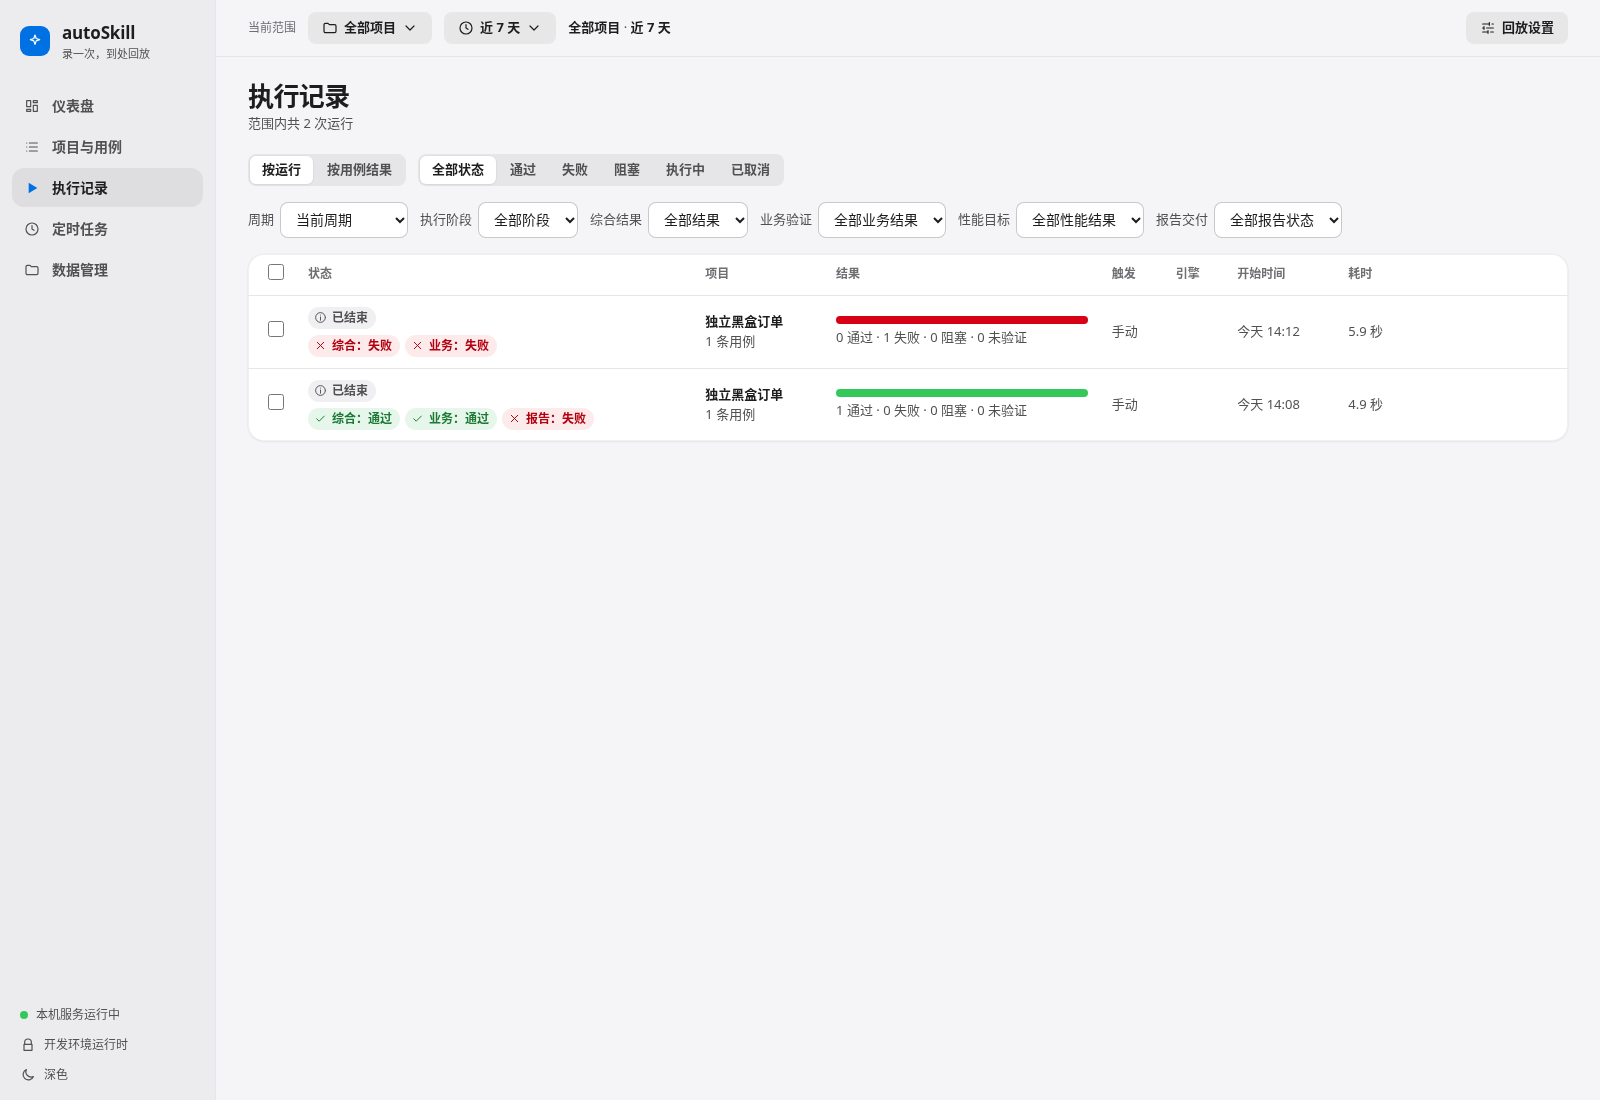 autoSkill
录一次，到处回放
仪表盘
项目与用例
执行记录
定时任务
数据管理
本机服务运行中
开发环境运行时
深色
当前范围 全部项目 近 7 天 全部项目 · 近 7 天 回放设置
执行记录
范围内共 2 次运行
按运行 按用例结果 全部状态 通过 失败 阻塞 执行中 已取消
周期 当前周期 执行阶段 全部阶段 综合结果 全部结果 业务验证 全部业务结果 性能目标 全部性能结果 报告交付 全部报告状态
状态 项目 结果 触发 引擎 开始时间 耗时
已结束
综合：失败 业务：失败
独立黑盒订单
1 条用例
0 通过 · 1 失败 · 0 阻塞 · 0 未验证
手动 今天 14:12 5.9 秒
已结束
综合：通过 业务：通过 报告：失败
独立黑盒订单
1 条用例
1 通过 · 0 失败 · 0 阻塞 · 0 未验证
手动 今天 14:08 4.9 秒